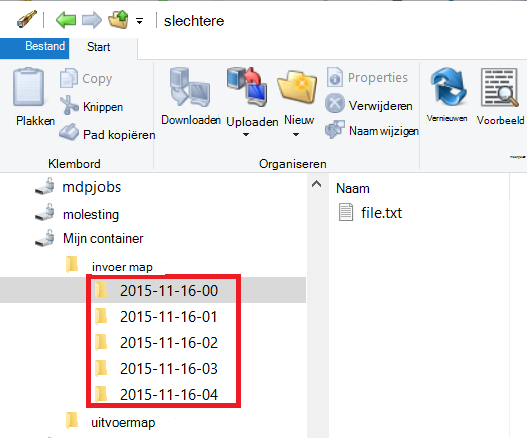 slechtere
Bestand Start
Copy
Knippen
Plakken
Pad kopiëren
Klembord
Downloaden Uploaden Nieuw
Properties
Verwijderen
Naam wijzigen
Organiseren
Vernieuwen Voorbeeld
mdpjobs
molesting
Mijn container
invoer map
2015-11-16-00
2015-11-16-01
2015-11-16-02
2015-11-16-03
2015-11-16-04
uitvoermap
Naam
file.txt